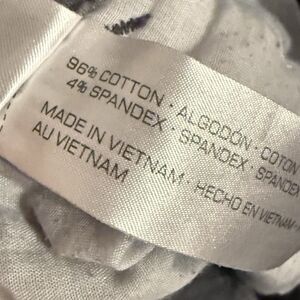 96% COTTON · ALGODÓN · COTON
4% SPANDEX · SPANDEX · SPANDEX
MADE IN VIETNAM · HECHO EN VIETNAM ·
AU VIETNAM